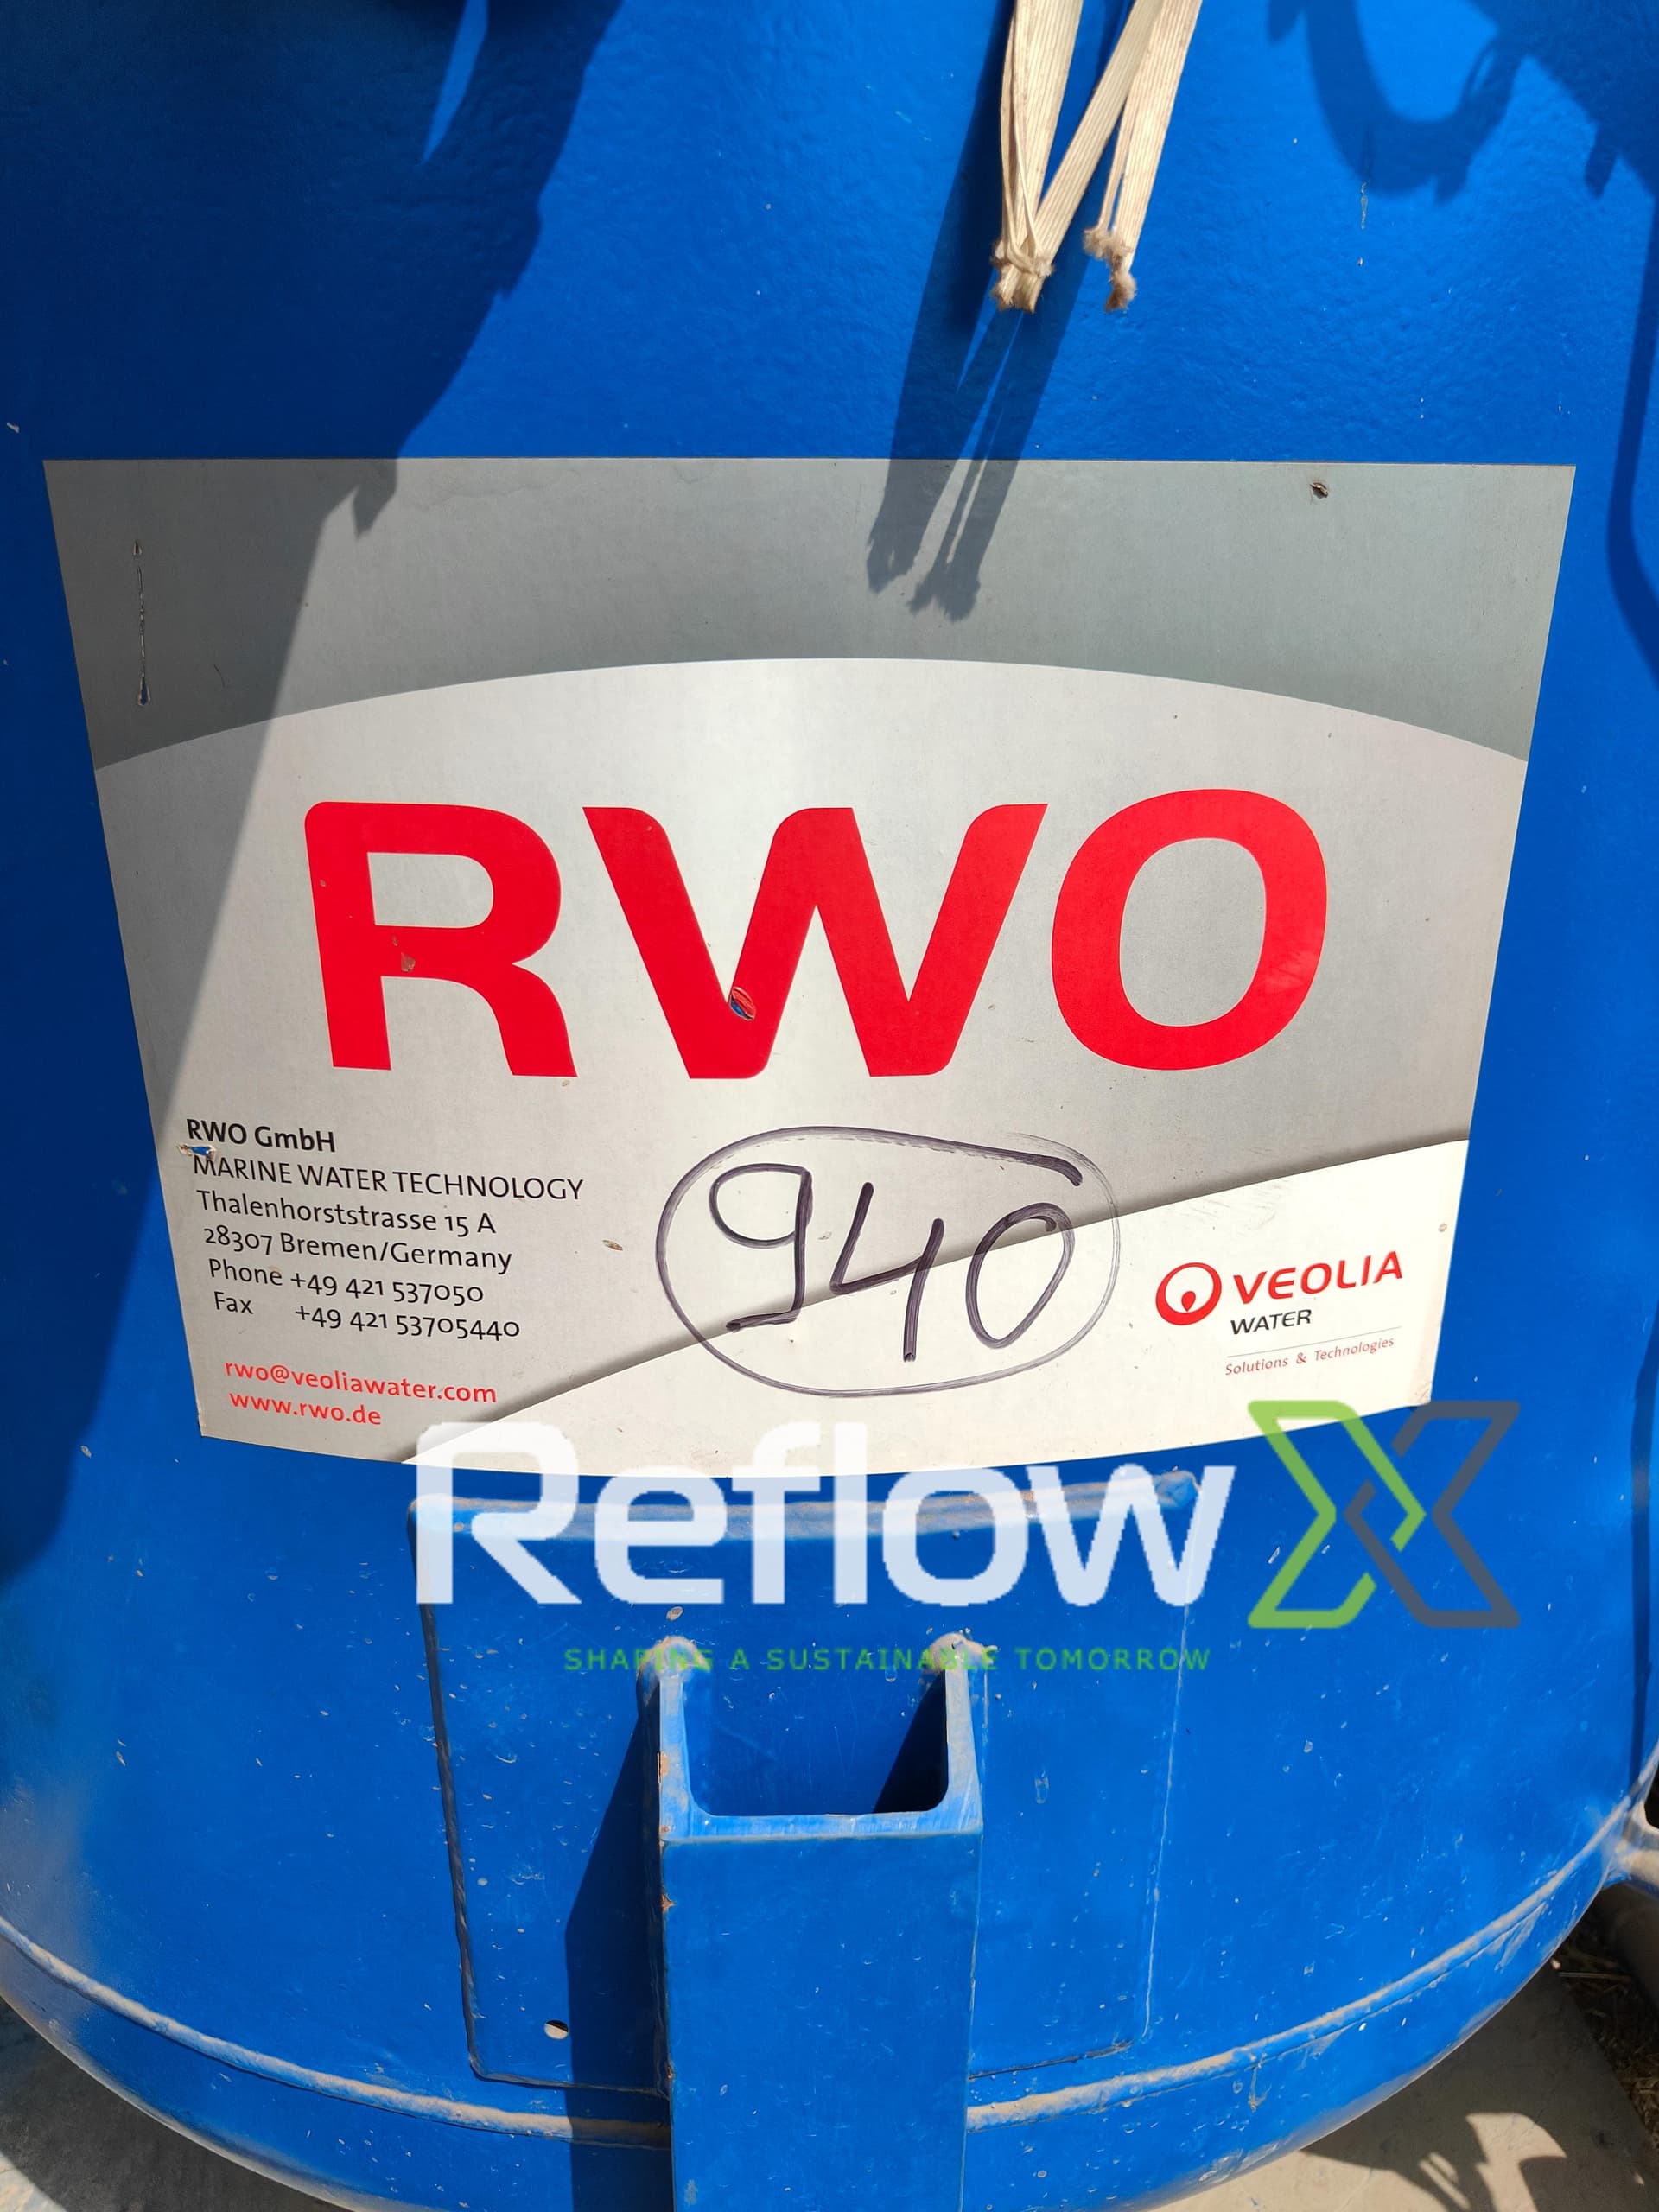 RWO
RWO GmbH
MARINE WATER TECHNOLOGY
Thalenhorststrasse 15 A
28307 Bremen/Germany
Phone +49 421 537050
Fax +49 421 53705440
rwo@veoliawater.com
www.rwo.de
940
VEOLIA
WATER
Solutions & Technologies
ReflowX
SHAPING A SUSTAINABLE TOMORROW